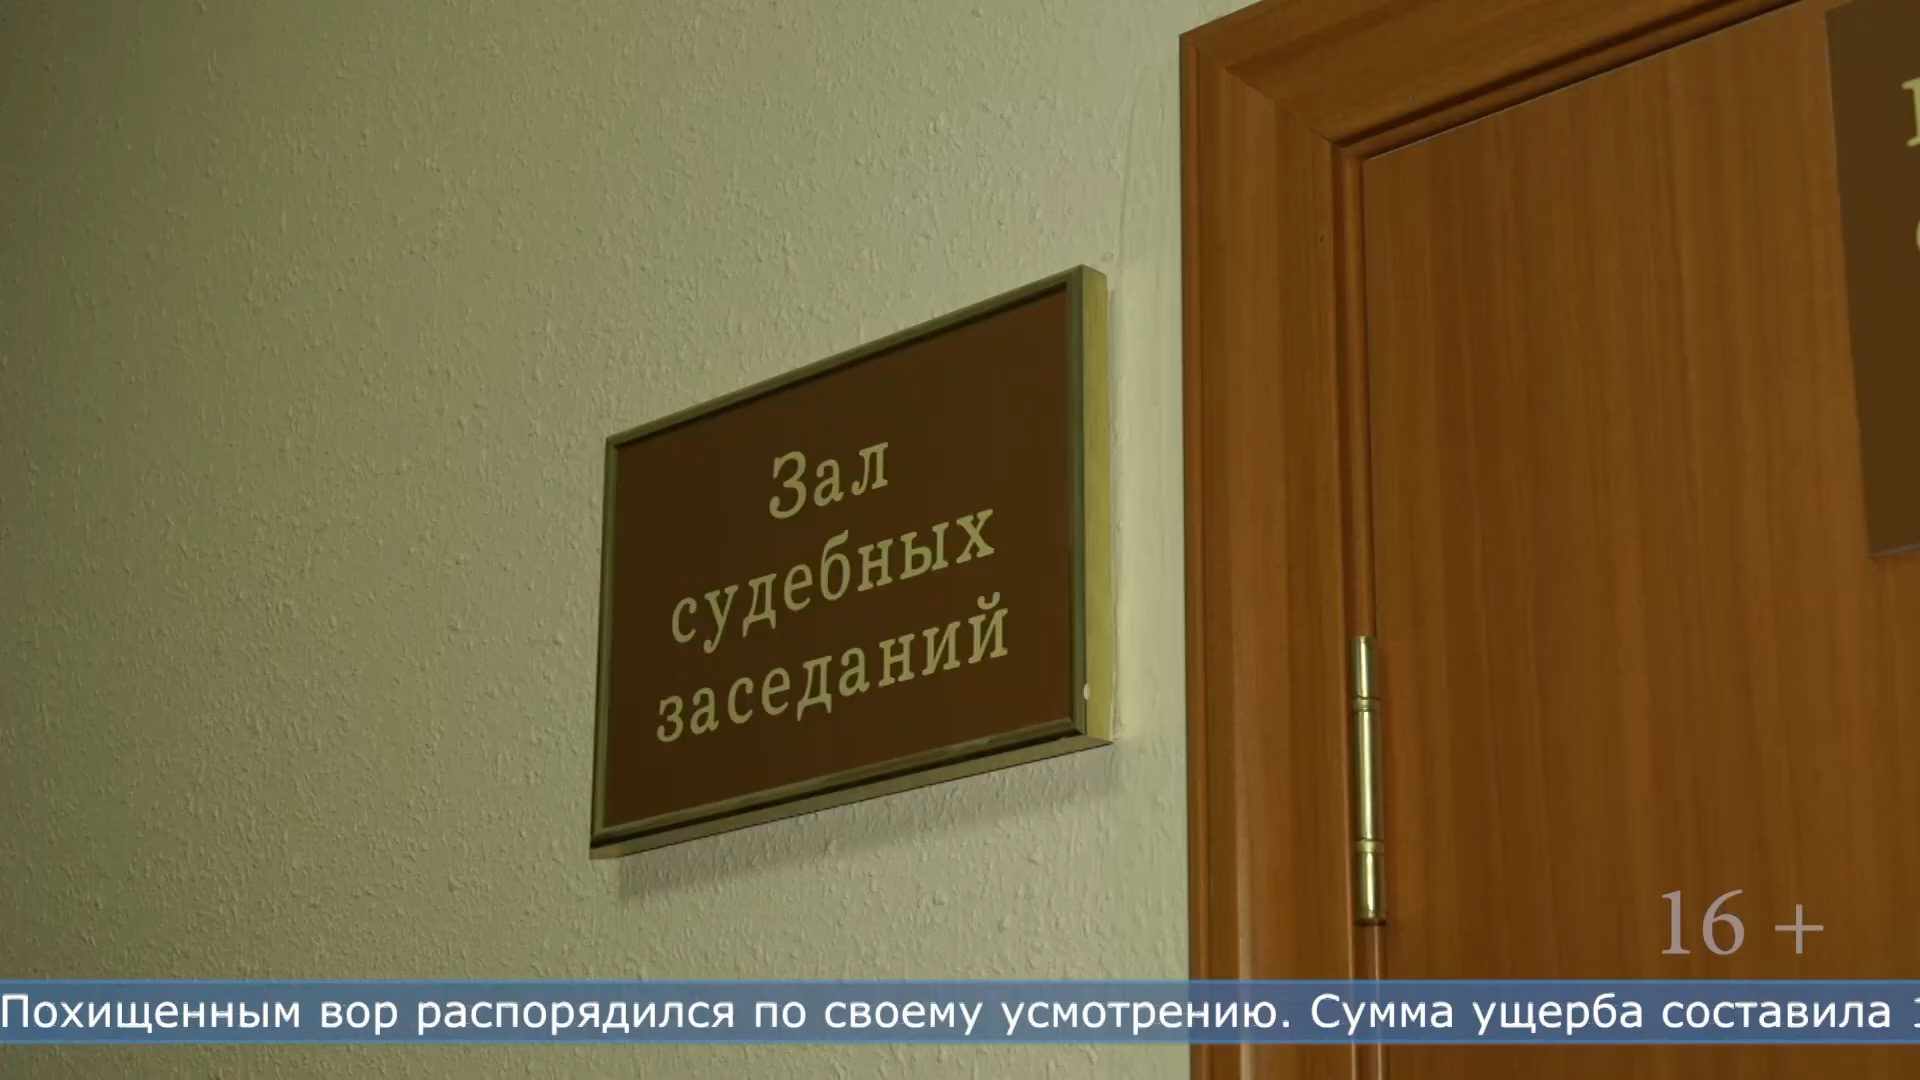 Зал
судебных
заседаний
16 +
Похищенным вор распорядился по своему усмотрению. Сумма ущерба составила